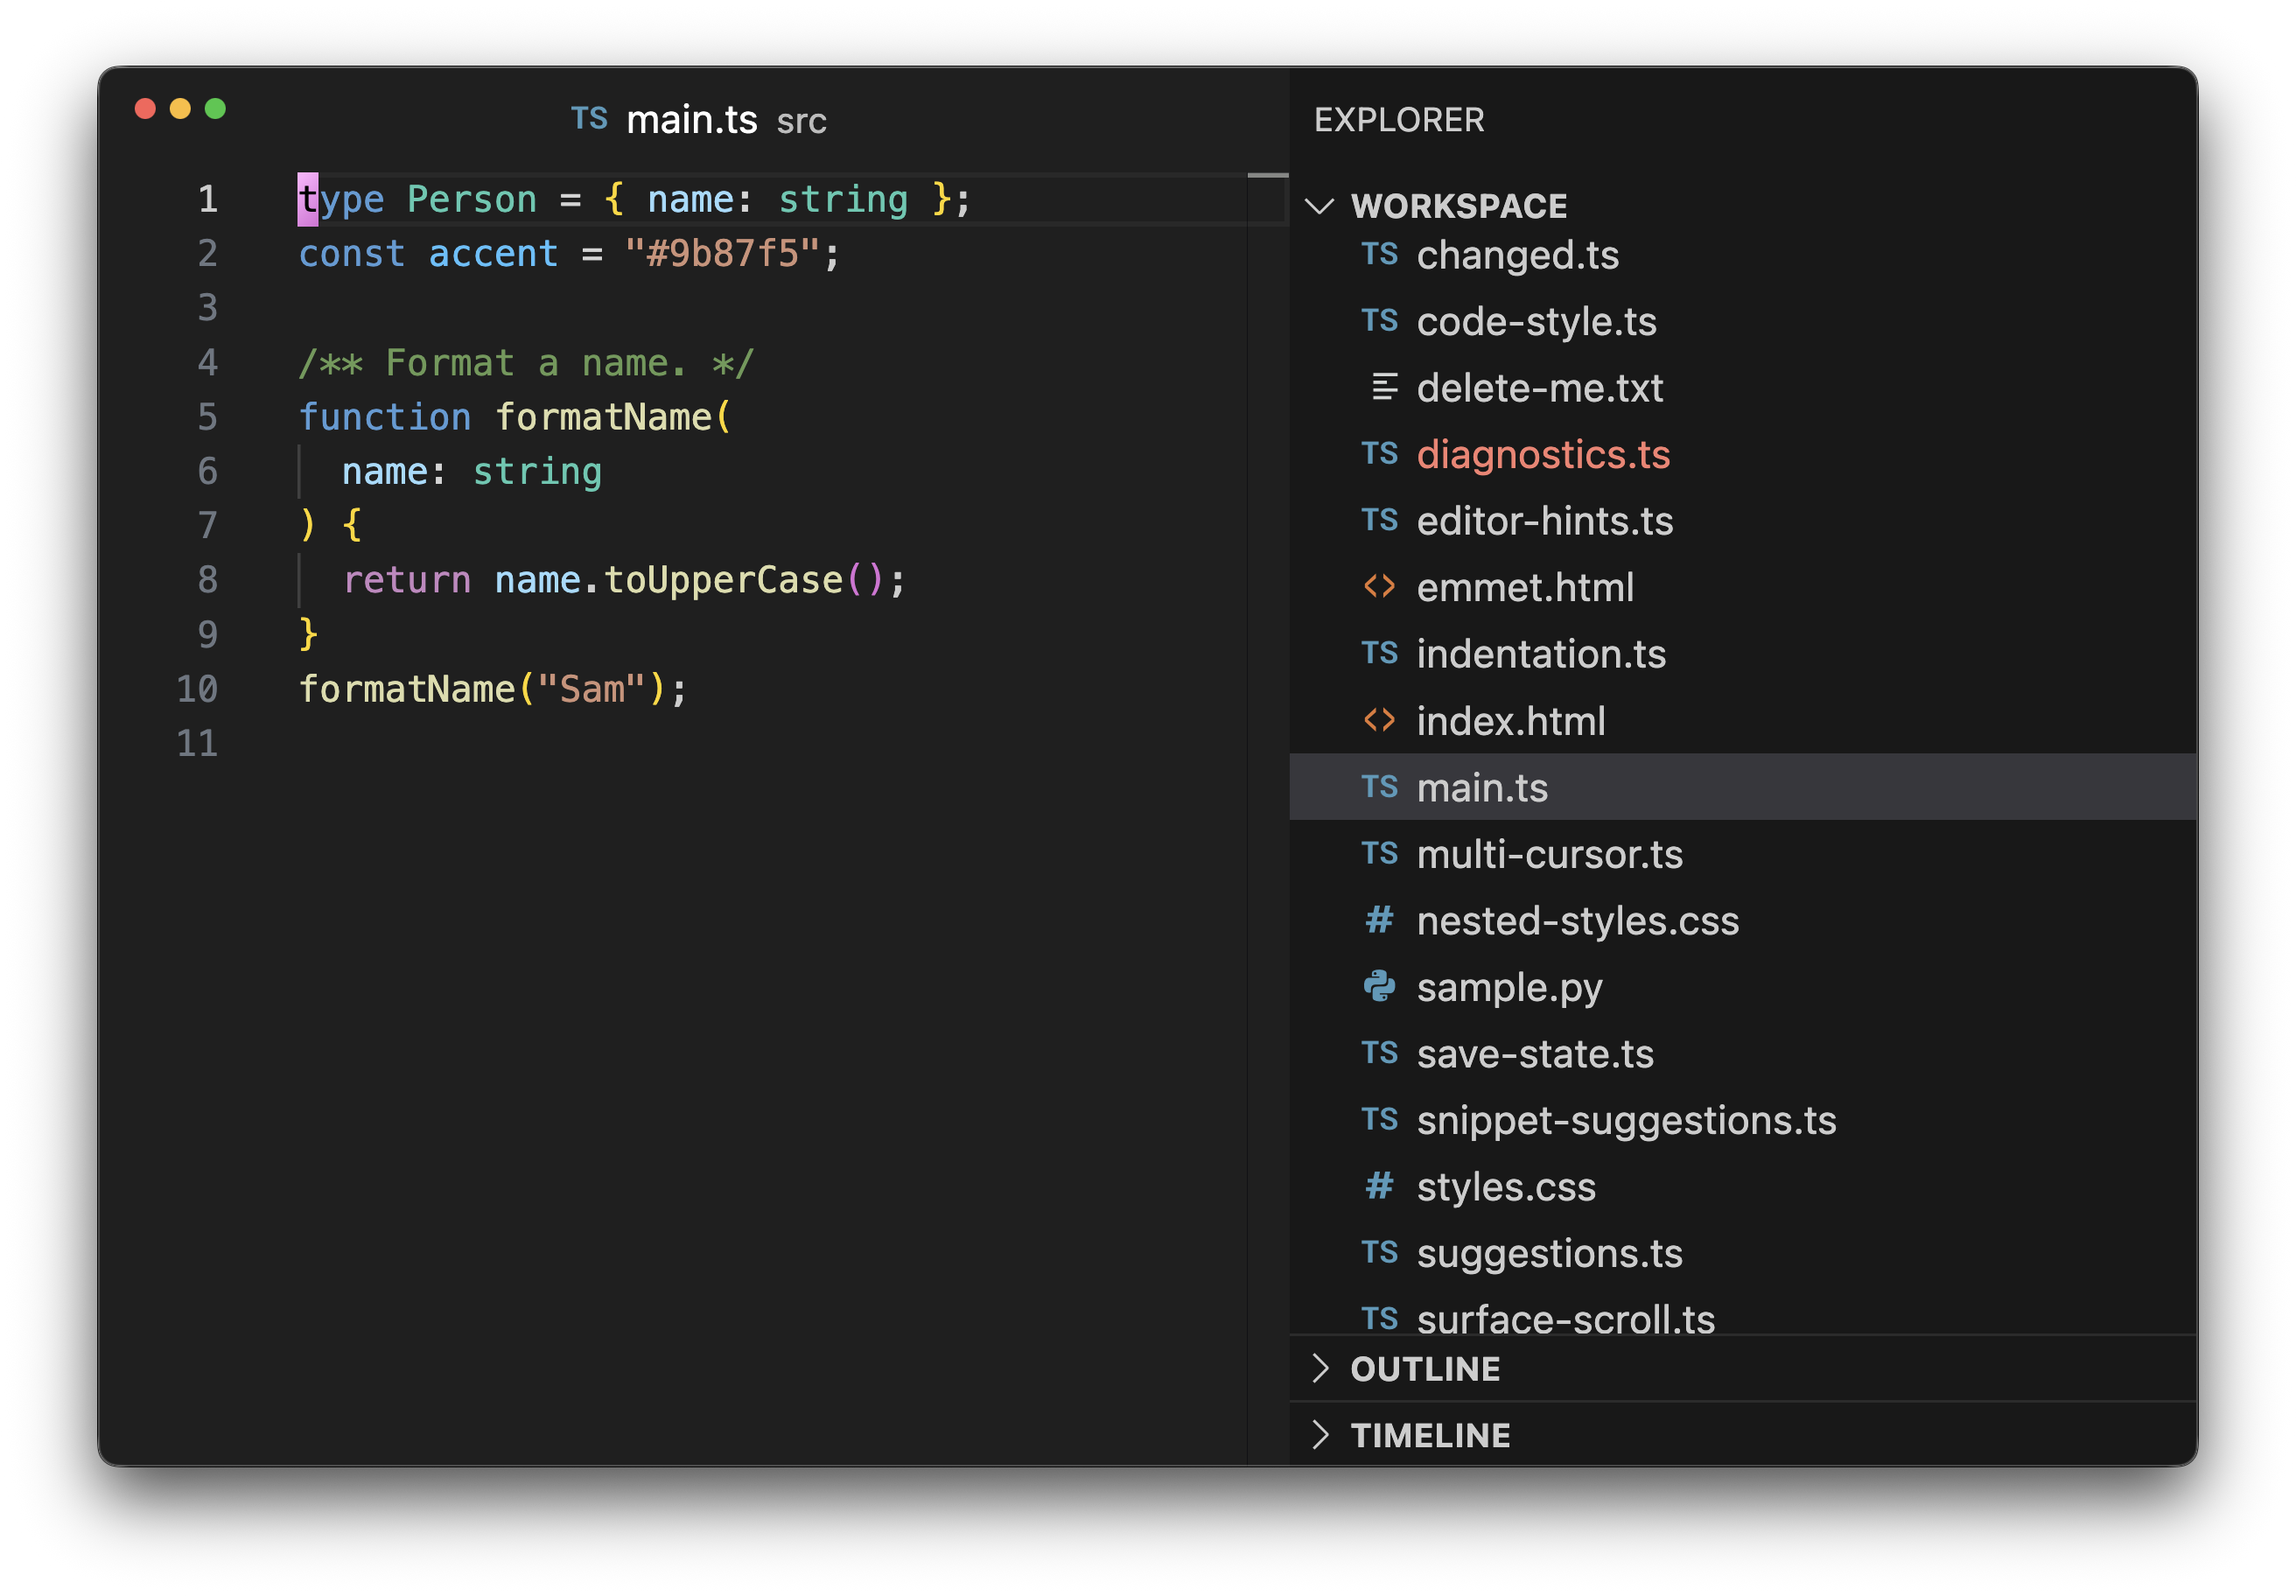 TS main.ts src
1 type Person = { name: string };
2 const accent = "#9b87f5";
3
4 /** Format a name. */
5 function formatName(
6   name: string
7 ) {
8   return name.toUpperCase();
9 }
10 formatName("Sam");
11
EXPLORER
WORKSPACE
TS changed.ts
TS code-style.ts
delete-me.txt
TS diagnostics.ts
TS editor-hints.ts
<> emmet.html
TS indentation.ts
<> index.html
TS main.ts
TS multi-cursor.ts
# nested-styles.css
sample.py
TS save-state.ts
TS snippet-suggestions.ts
# styles.css
TS suggestions.ts
TS surface-scroll.ts
OUTLINE
TIMELINE